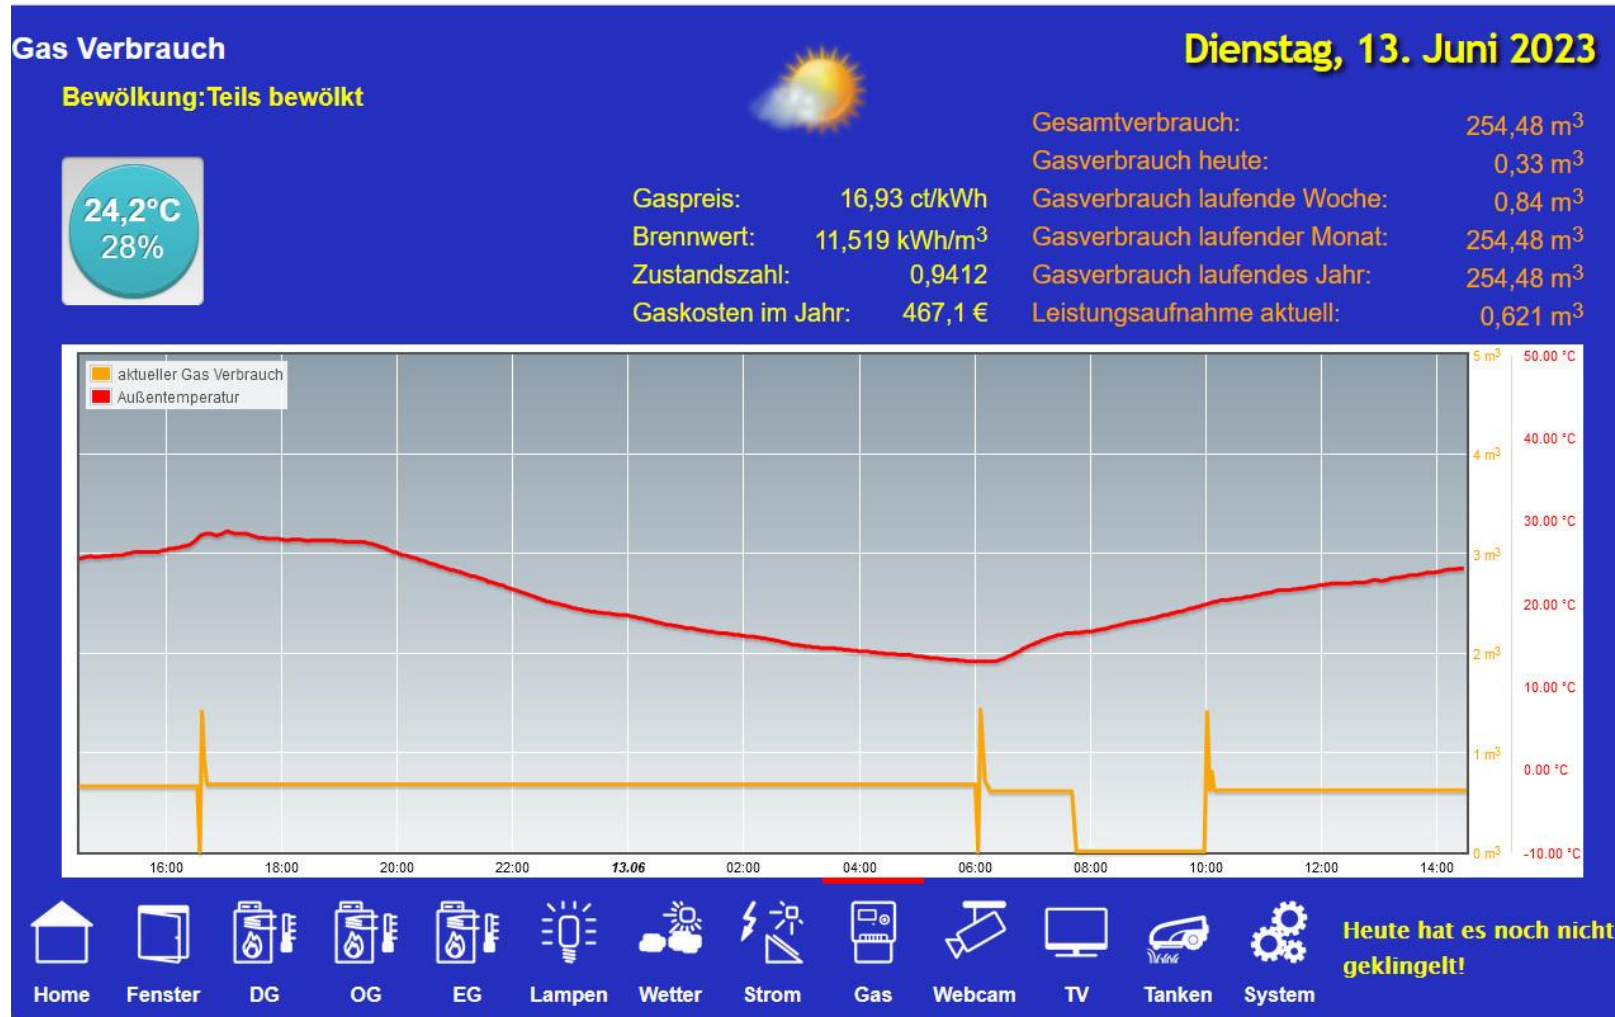 Gas Verbrauch
Dienstag, 13. Juni 2023
Bewölkung:Teils bewölkt
24,2°C
28%
Gaspreis: 16,93 ct/kWh
Brennwert: 11,519 kWh/m³
Zustandszahl: 0,9412
Gaskosten im Jahr: 467,1 €
Gesamtverbrauch: 254,48 m³
Gasverbrauch heute: 0,33 m³
Gasverbrauch laufende Woche: 0,84 m³
Gasverbrauch laufender Monat: 254,48 m³
Gasverbrauch laufendes Jahr: 254,48 m³
Leistungsaufnahme aktuell: 0,621 m³
aktueller Gas Verbrauch
Außentemperatur
5 m³
4 m³
3 m³
2 m³
1 m³
0 m³
50.00 °C
40.00 °C
30.00 °C
20.00 °C
10.00 °C
0.00 °C
-10.00 °C
16:00 18:00 20:00 22:00 13.06 02:00 04:00 06:00 08:00 10:00 12:00 14:00
Home Fenster DG OG EG Lampen Wetter Strom Gas Webcam TV Tanken System
Heute hat es noch nicht
geklingelt!